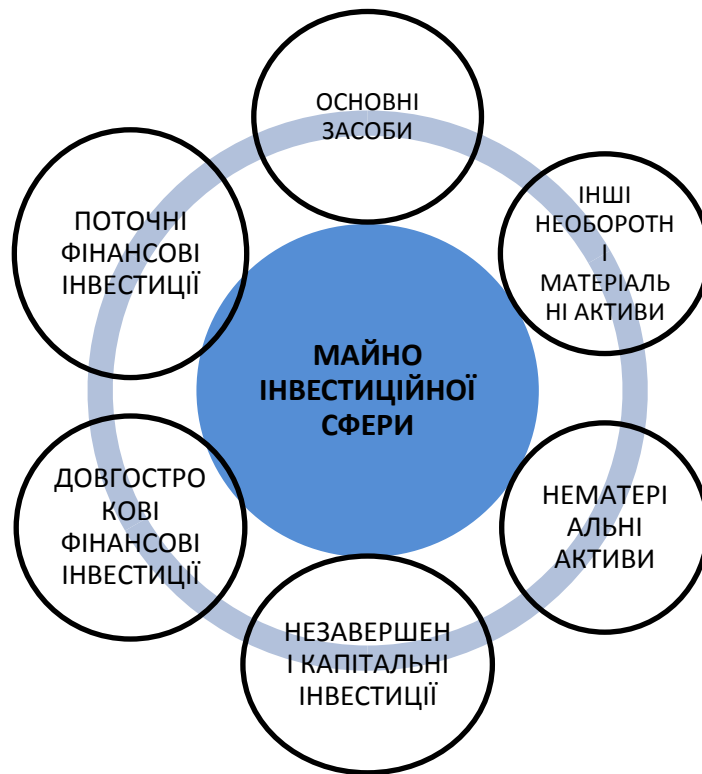 ОСНОВНІ
ЗАСОБИ
ІНШІ
НЕОБОРОТН
І
МАТЕРІАЛЬ
НІ АКТИВИ
НЕМАТЕРІ
АЛЬНІ
АКТИВИ
НЕЗАВЕРШЕН
І КАПІТАЛЬНІ
ІНВЕСТИЦІЇ
ДОВГОСТРО
КОВІ
ФІНАНСОВІ
ІНВЕСТИЦІЇ
ПОТОЧНІ
ФІНАНСОВІ
ІНВЕСТИЦІЇ
МАЙНО
ІНВЕСТИЦІЙНОЇ
СФЕРИ